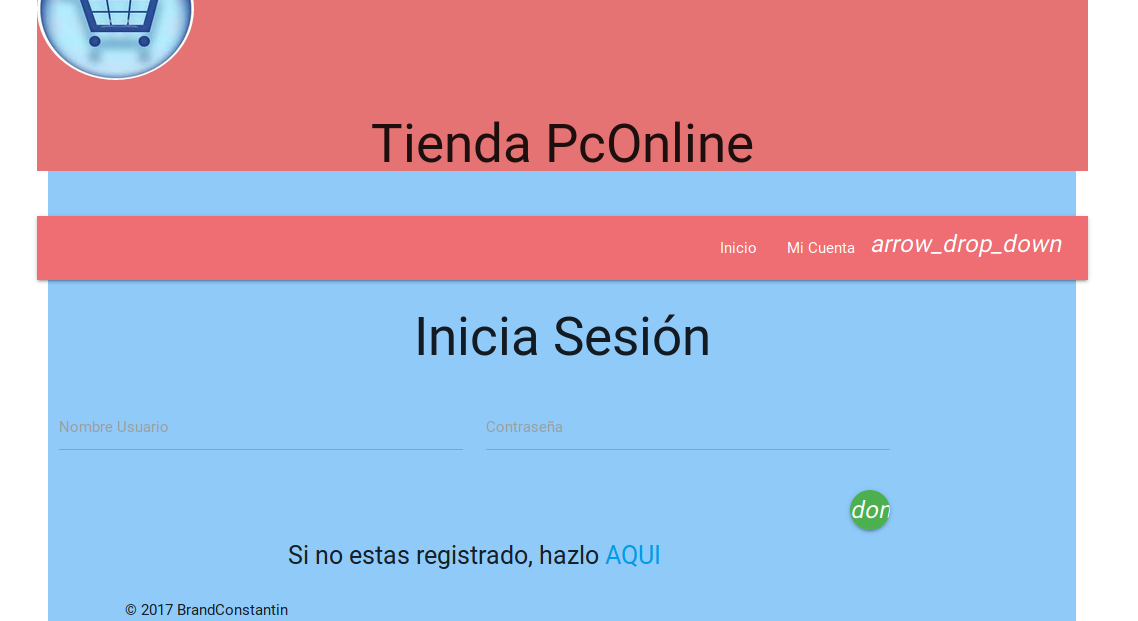 Tienda PcOnline
Inicio Mi Cuenta arrow_drop_down
Inicia Sesión
Nombre Usuario Contraseña
don
Si no estas registrado, hazlo AQUI
© 2017 BrandConstantin